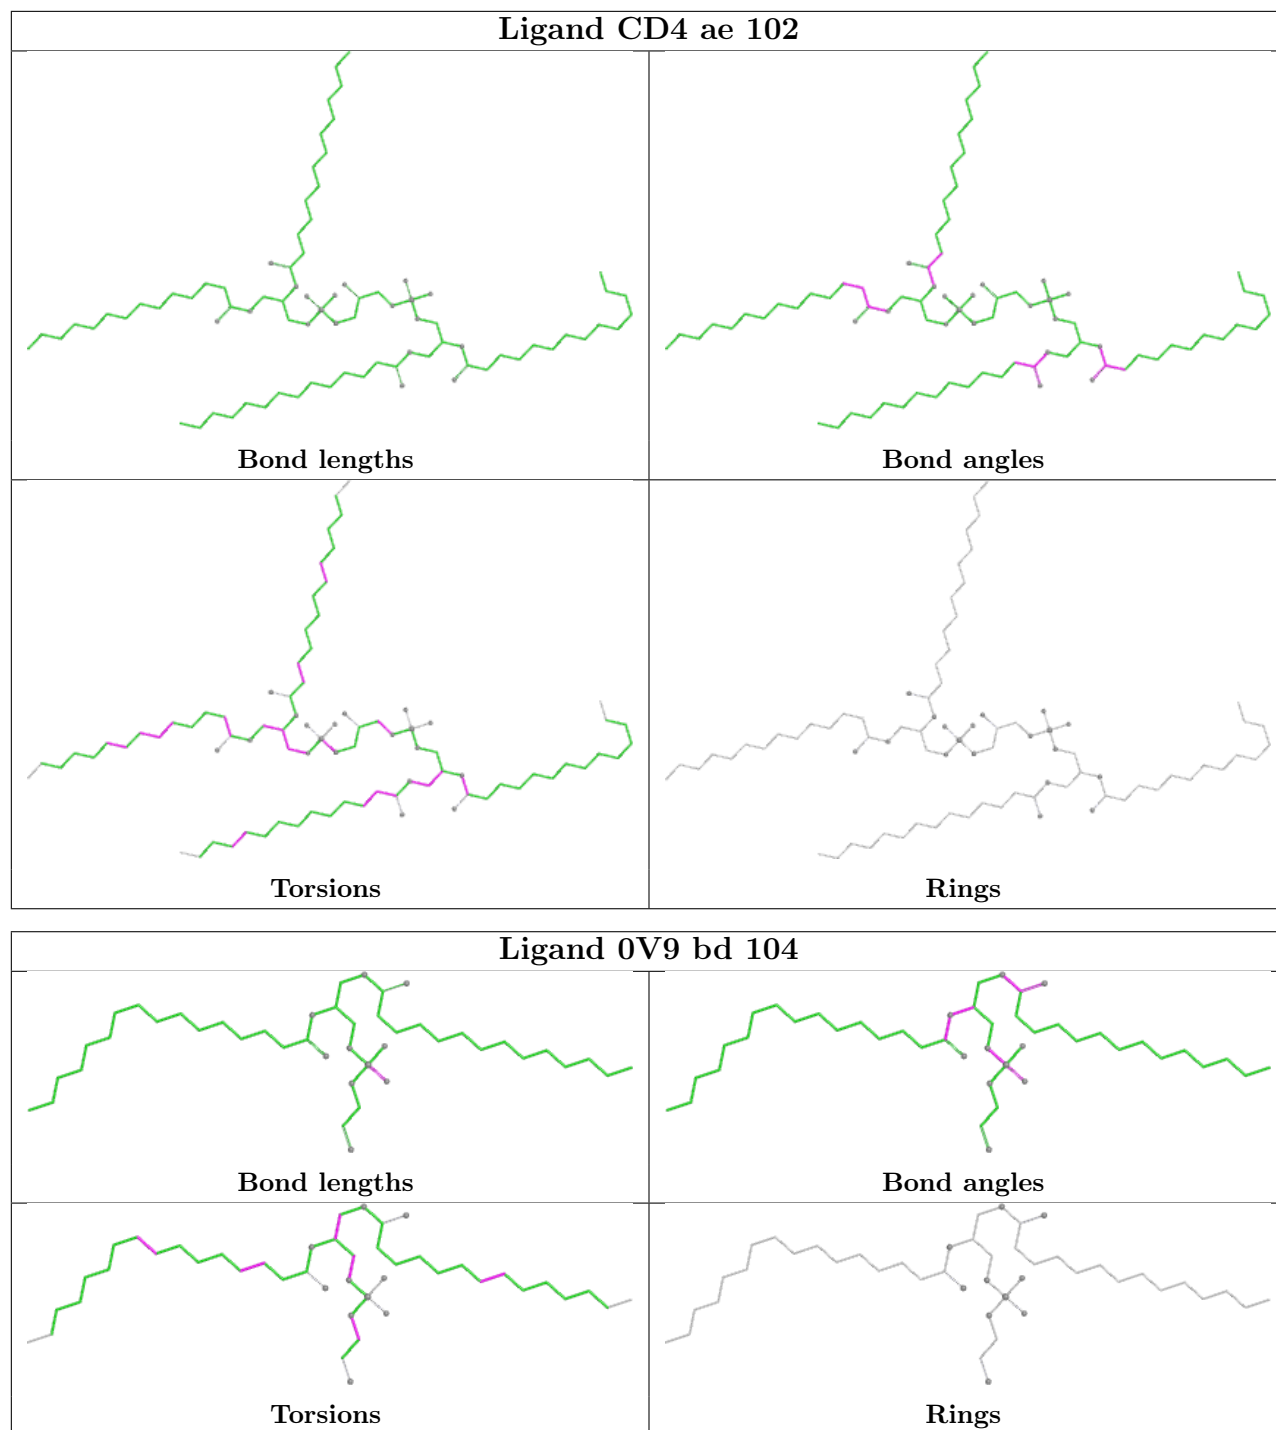 Ligand CD4 ae 102
Bond lengths
Bond angles
Torsions
Rings
Ligand 0V9 bd 104
Bond lengths
Bond angles
Torsions
Rings